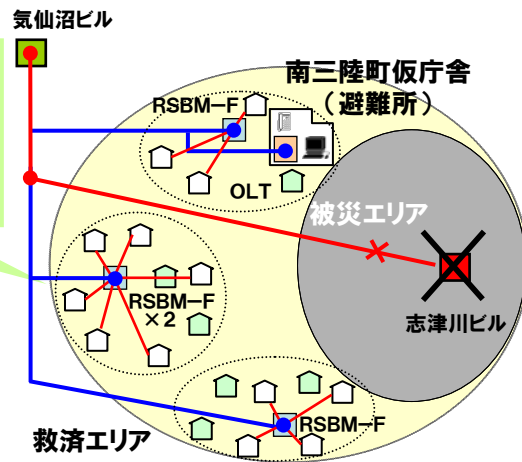 気仙沼ビル
南三陸町仮庁舎
（避難所）
RSBM−F
OLT
被災エリア
RSBM−F
×2
志津川ビル
RSBM−F
救済エリア